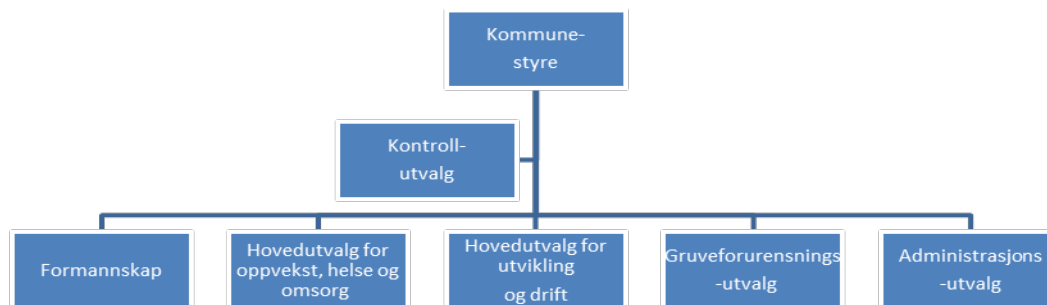 Kommune-
styre
Kontroll-
utvalg
Formannskap
Hovedutvalg for
oppvekst, helse og
omsorg
Hovedutvalg for
utvikling
og drift
Gruveforurensnings
-utvalg
Administrasjons
-utvalg